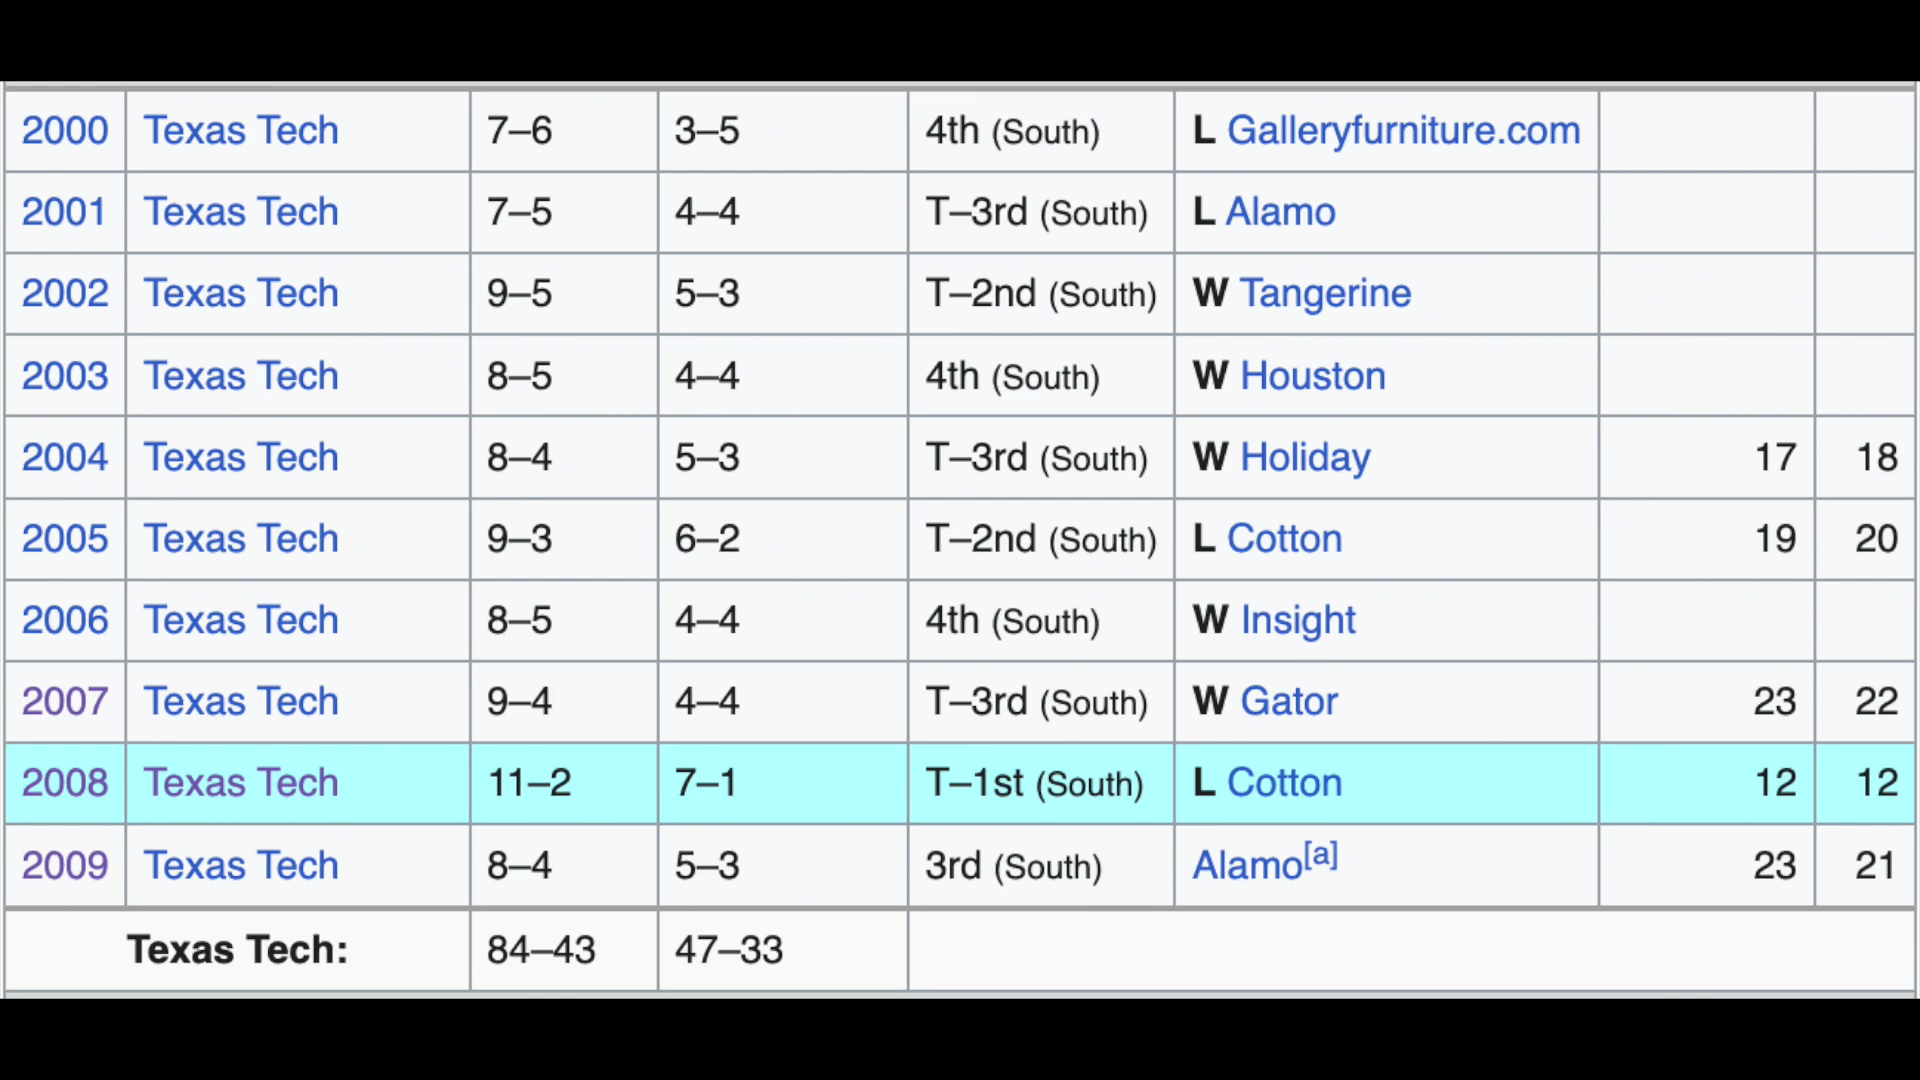 2000 Texas Tech 7–6 3–5 4th (South) L Galleryfurniture.com
2001 Texas Tech 7–5 4–4 T–3rd (South) L Alamo
2002 Texas Tech 9–5 5–3 T–2nd (South) W Tangerine
2003 Texas Tech 8–5 4–4 4th (South) W Houston
2004 Texas Tech 8–4 5–3 T–3rd (South) W Holiday 17 18
2005 Texas Tech 9–3 6–2 T–2nd (South) L Cotton 19 20
2006 Texas Tech 8–5 4–4 4th (South) W Insight
2007 Texas Tech 9–4 4–4 T–3rd (South) W Gator 23 22
2008 Texas Tech 11–2 7–1 T–1st (South) L Cotton 12 12
2009 Texas Tech 8–4 5–3 3rd (South) Alamo[a] 23 21
Texas Tech: 84–43 47–33